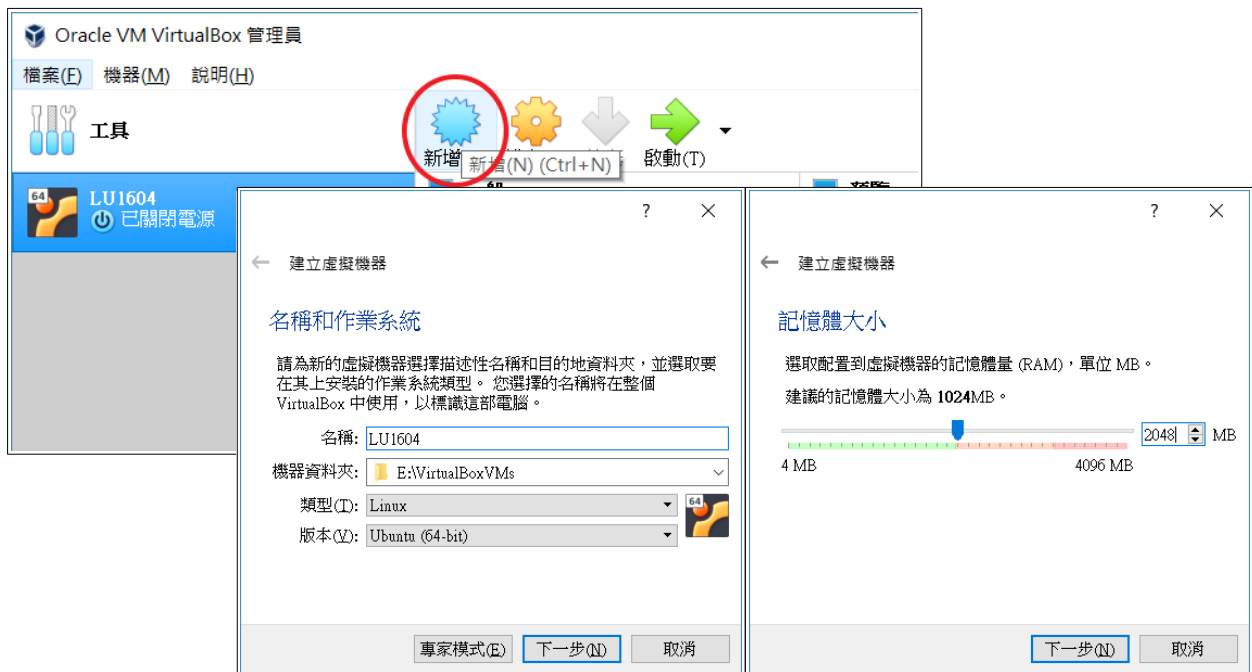 Oracle VM VirtualBox 管理員
檔案(F) 機器(M) 說明(H)
工具
新增
啟動(T)
新增(N) (Ctrl+N)
64
LU1604
已關閉電源
?
建立虛擬機器
名稱和作業系統
請為新的虛擬機器選擇描述性名稱和目的地資料夾，並選取要
在其上安裝的作業系統類型。 您選擇的名稱將在整個
VirtualBox 中使用，以標識這部電腦。
名稱: LU1604
機器資料夾: E:\VirtualBoxVMs
類型(T): Linux
64
版本(V): Ubuntu (64-bit)
專家模式(E) 下一步(N) 取消
?
建立虛擬機器
記憶體大小
選取配置到虛擬機器的記憶體量 (RAM)，單位 MB。
建議的記憶體大小為 1024MB。
2048 MB
4 MB 4096 MB
下一步(N) 取消